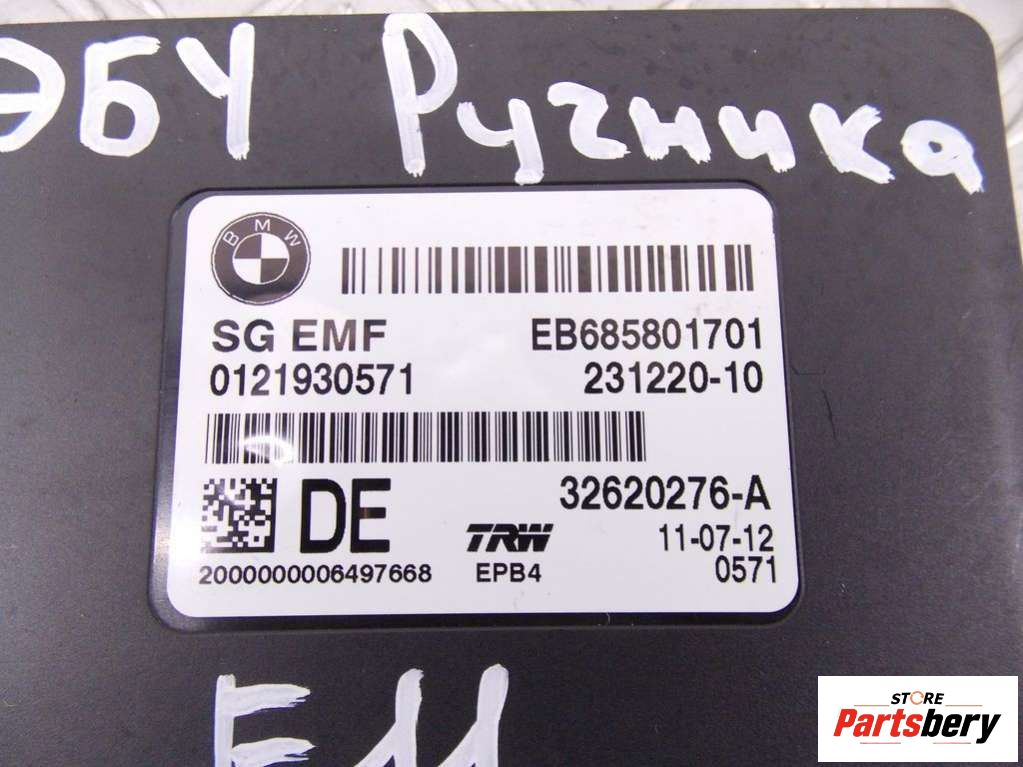 ЭБУ Ручника
BMW
SG EMF EB685801701
0121930571 231220-10
DE 32620276-A
TRW 11-07-12
2000000006497668 EPB4 0571
F11
STORE
Partsbery